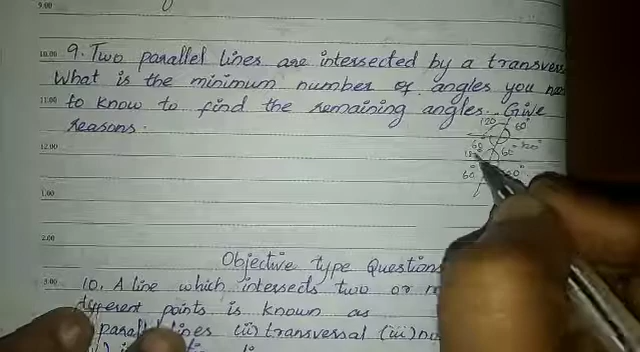 9.00
10.00 9. Two parallel lines are intersected by a
What is the minimum number of angles you
11.00 to know to find the remaining angles. Give
reasons.
120 60°
12.00 60 120°
60°
60
1.00
2.00
Objective type Questions
3.00 10. A line which intersects two or
different points is known as
parallel lines (ii) transversal (iii)